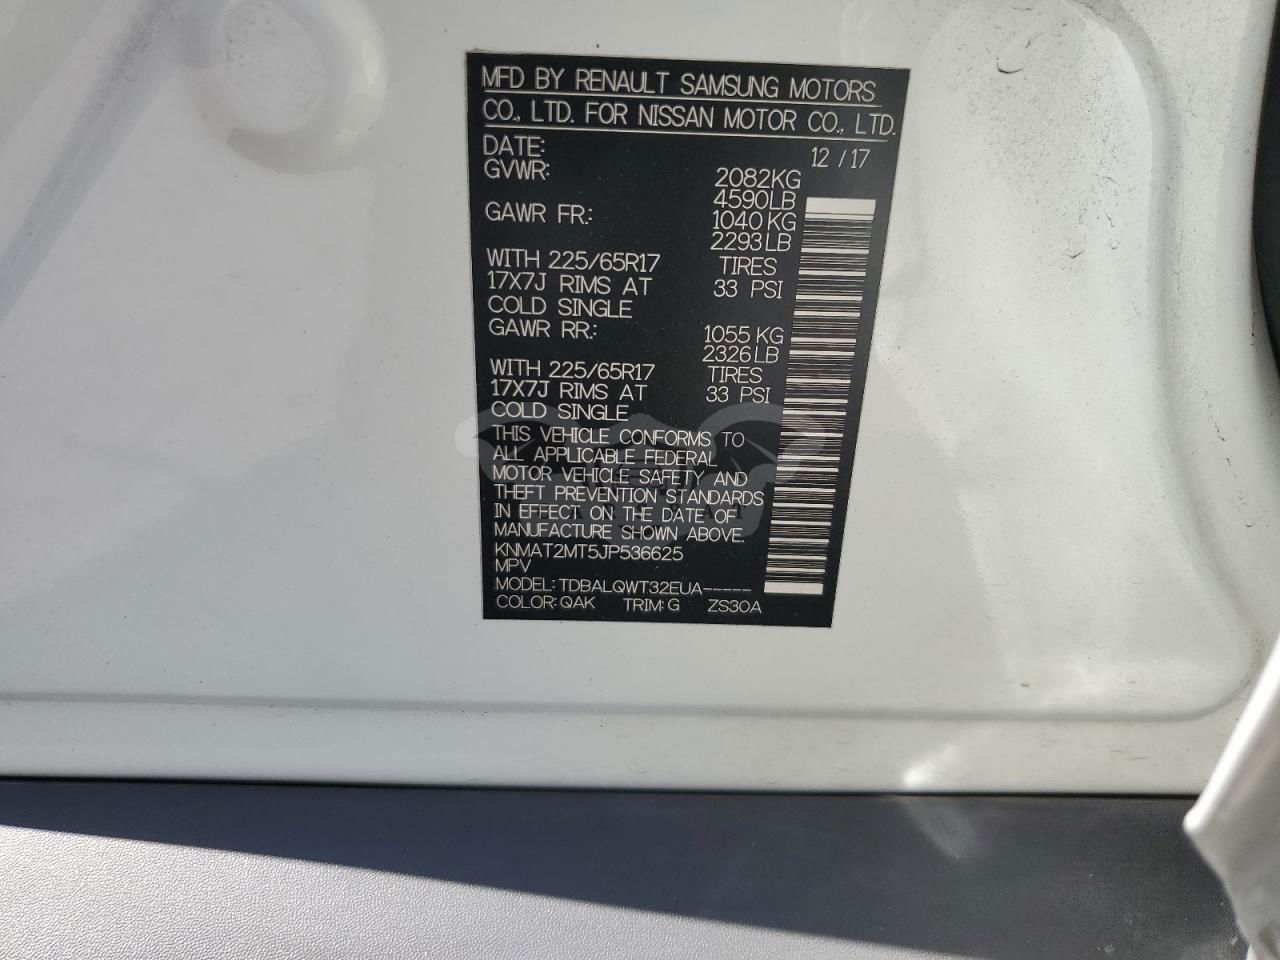 MFD BY RENAULT SAMSUNG MOTORS
CO., LTD. FOR NISSAN MOTOR CO., LTD.
DATE: 12 / 17
GVWR: 2082KG
4590LB
GAWR FR.: 1040 KG
2293LB
WITH 225/65R17 TIRES
17X7J RIMS AT 33 PSI
COLD SINGLE
GAWR RR.: 1055 KG
2326LB
WITH 225/65R17 TIRES
17X7J RIMS AT 33 PSI
COLD SINGLE
THIS VEHICLE CONFORMS TO
ALL APPLICABLE FEDERAL
MOTOR VEHICLE SAFETY AND
THEFT PREVENTION STANDARDS
IN EFFECT ON THE DATE OF
MANUFACTURE SHOWN ABOVE.
KNMAT2MT5JP536625
MPV
MODEL: TDBALQWT32EUA-----
COLOR: QAK TRIM: G ZS30A